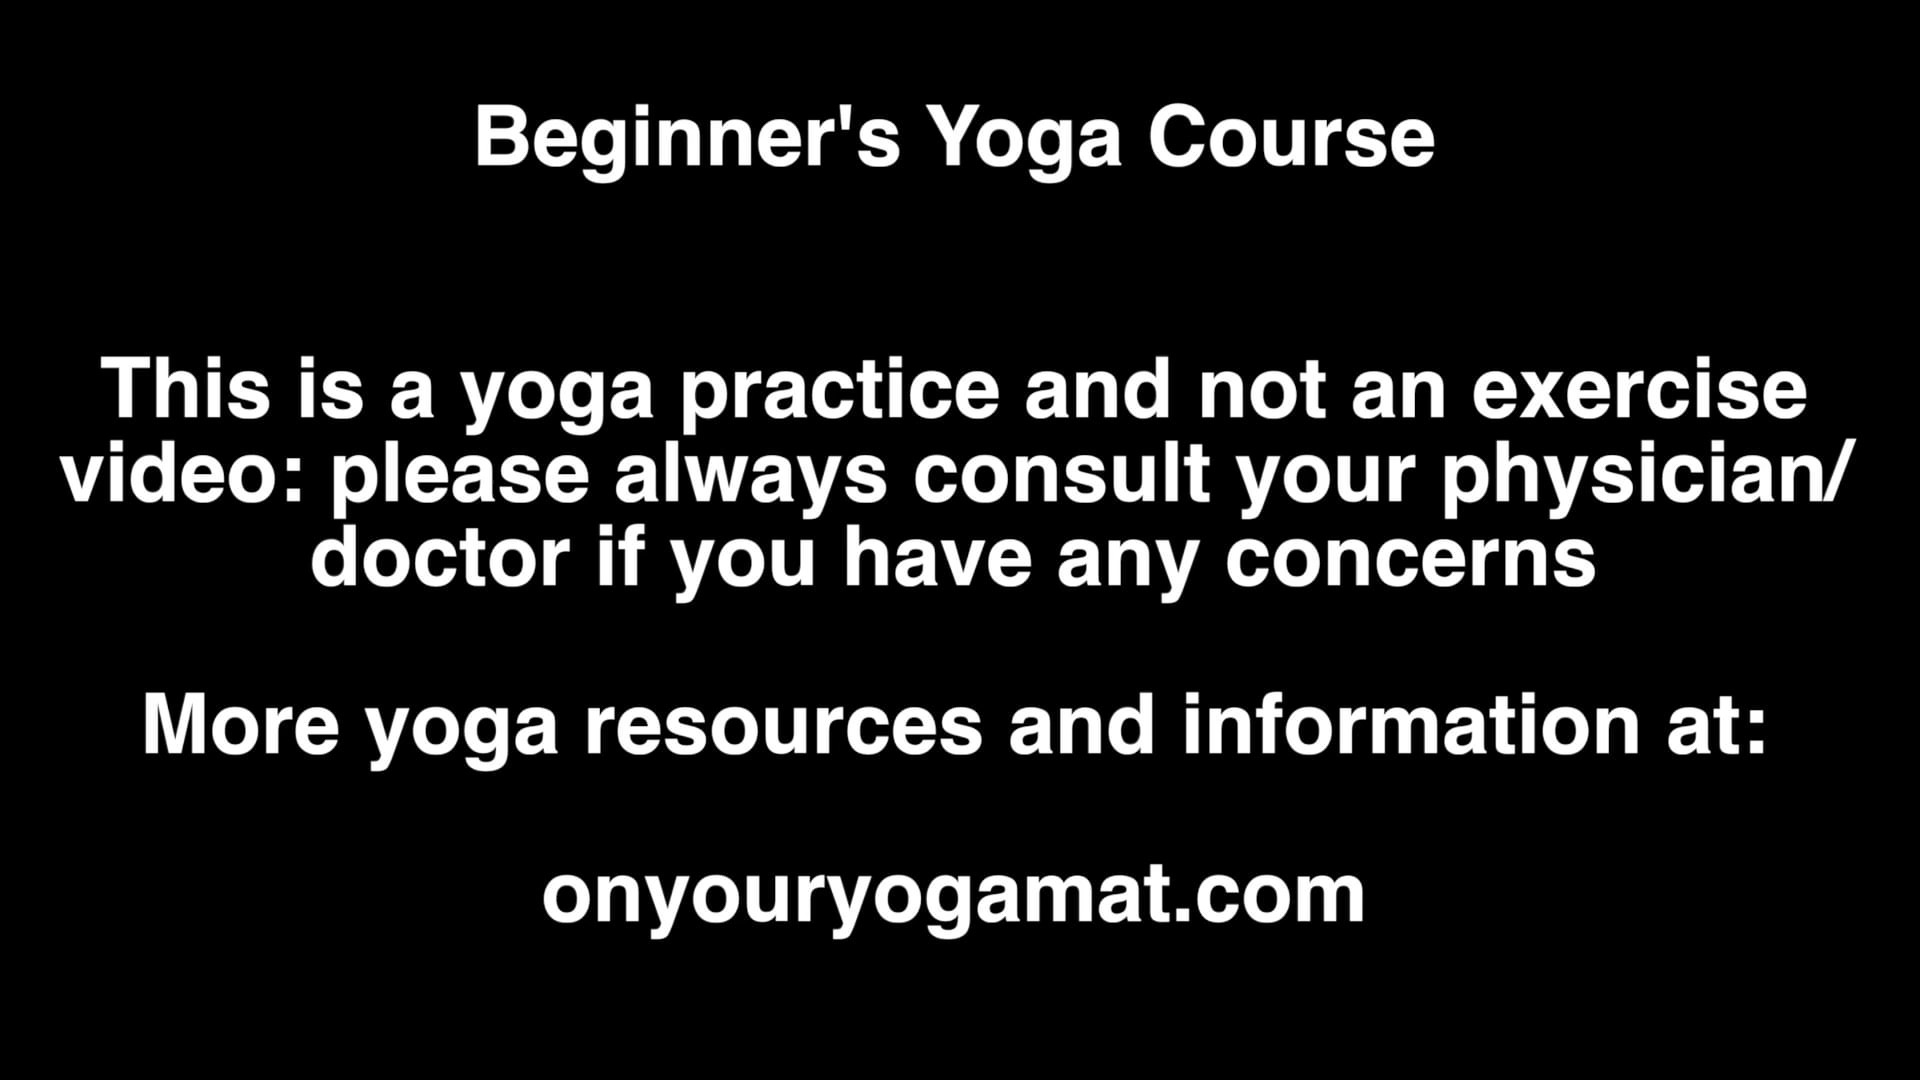 Beginner's Yoga Course
This is a yoga practice and not an exercise
video: please always consult your physician/
doctor if you have any concerns
More yoga resources and information at:
onyouryogamat.com